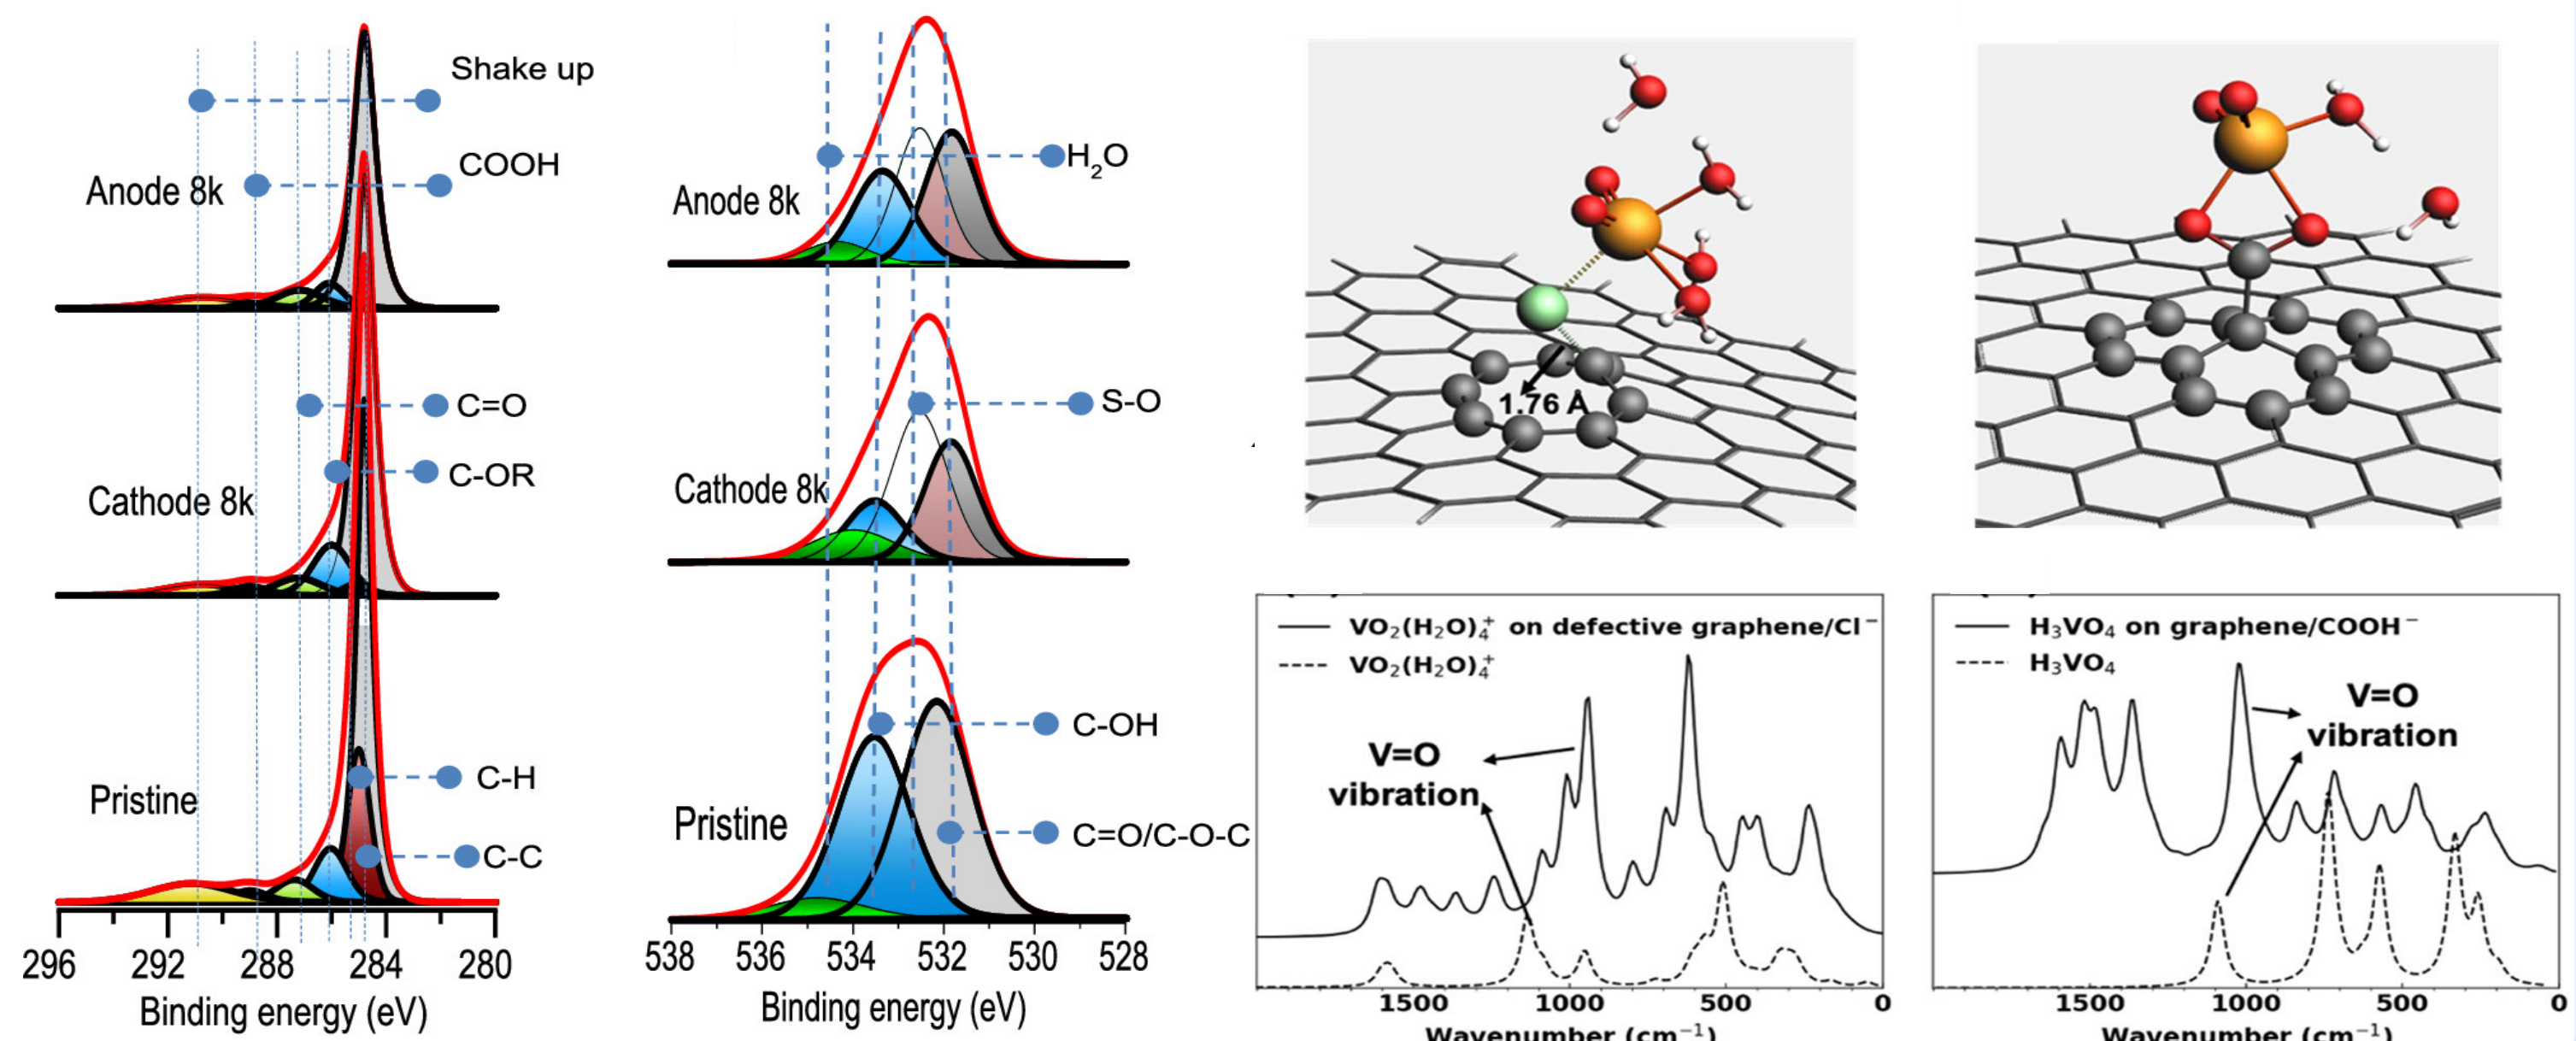 Shake up
COOH
Anode 8k
C=O
C-OR
Cathode 8k
C-H
Pristine
C-C
296 292 288 284 280
Binding energy (eV)
H₂O
Anode 8k
S-O
Cathode 8k
C-OH
Pristine
C=O/C-O-C
538 536 534 532 530 528
Binding energy (eV)
1.76 Å
VO₂(H₂O)₄⁺ on defective graphene/Cl⁻
VO₂(H₂O)₄⁺
V=O
vibration
1500 1000 500 0
Wavenumber (cm⁻¹)
H₃VO₄ on graphene/COOH⁻
H₃VO₄
V=O
vibration
1500 1000 500 0
Wavenumber (cm⁻¹)